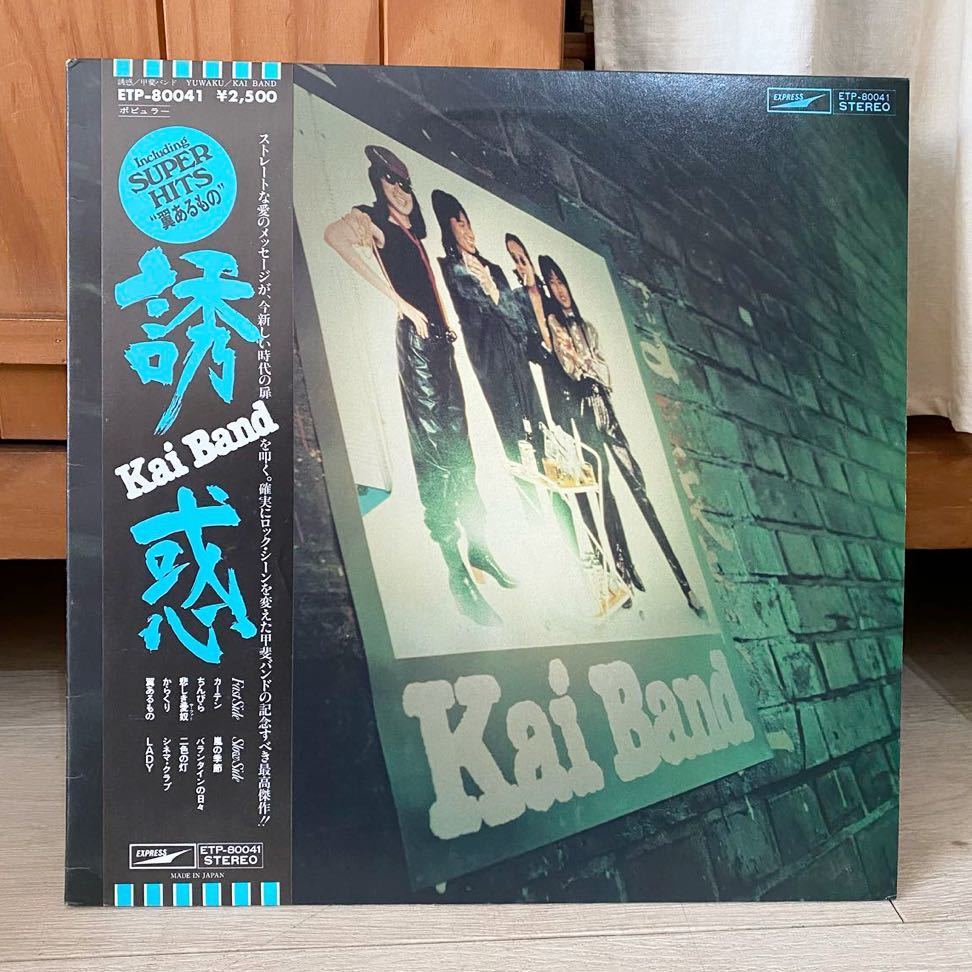 誘惑/甲斐バンド YUWAKU/KAI BAND
ETP-80041 ¥2,500
ポピュラー
Including
SUPER
HITS
"翼あるもの"
誘惑
Kai Band
ストレートな愛のメッセージが、今新しい時代の扉を叩く。確実にロック・シーンを変えた甲斐バンドの記念すべき最高傑作!!
First Side
カーテン
ちんぴら
悲しき愛奴
サーファー
からくり
翼あるもの
Slow Side
嵐の季節
バランタインの日々
二色の灯
シネマ・クラブ
LADY
EXPRESS
ETP-80041
STEREO
MADE IN JAPAN
EXPRESS
ETP-80041
STEREO
Kai Band